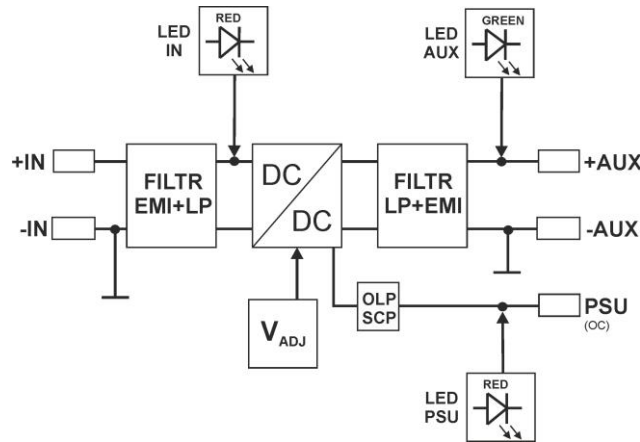 LED
IN
RED
LED
AUX
GREEN
+IN
-IN
FILTR
EMI+LP
DC
DC
FILTR
LP+EMI
+AUX
-AUX
VADJ
OLP
SCP
PSU
(OC)
LED
PSU
RED